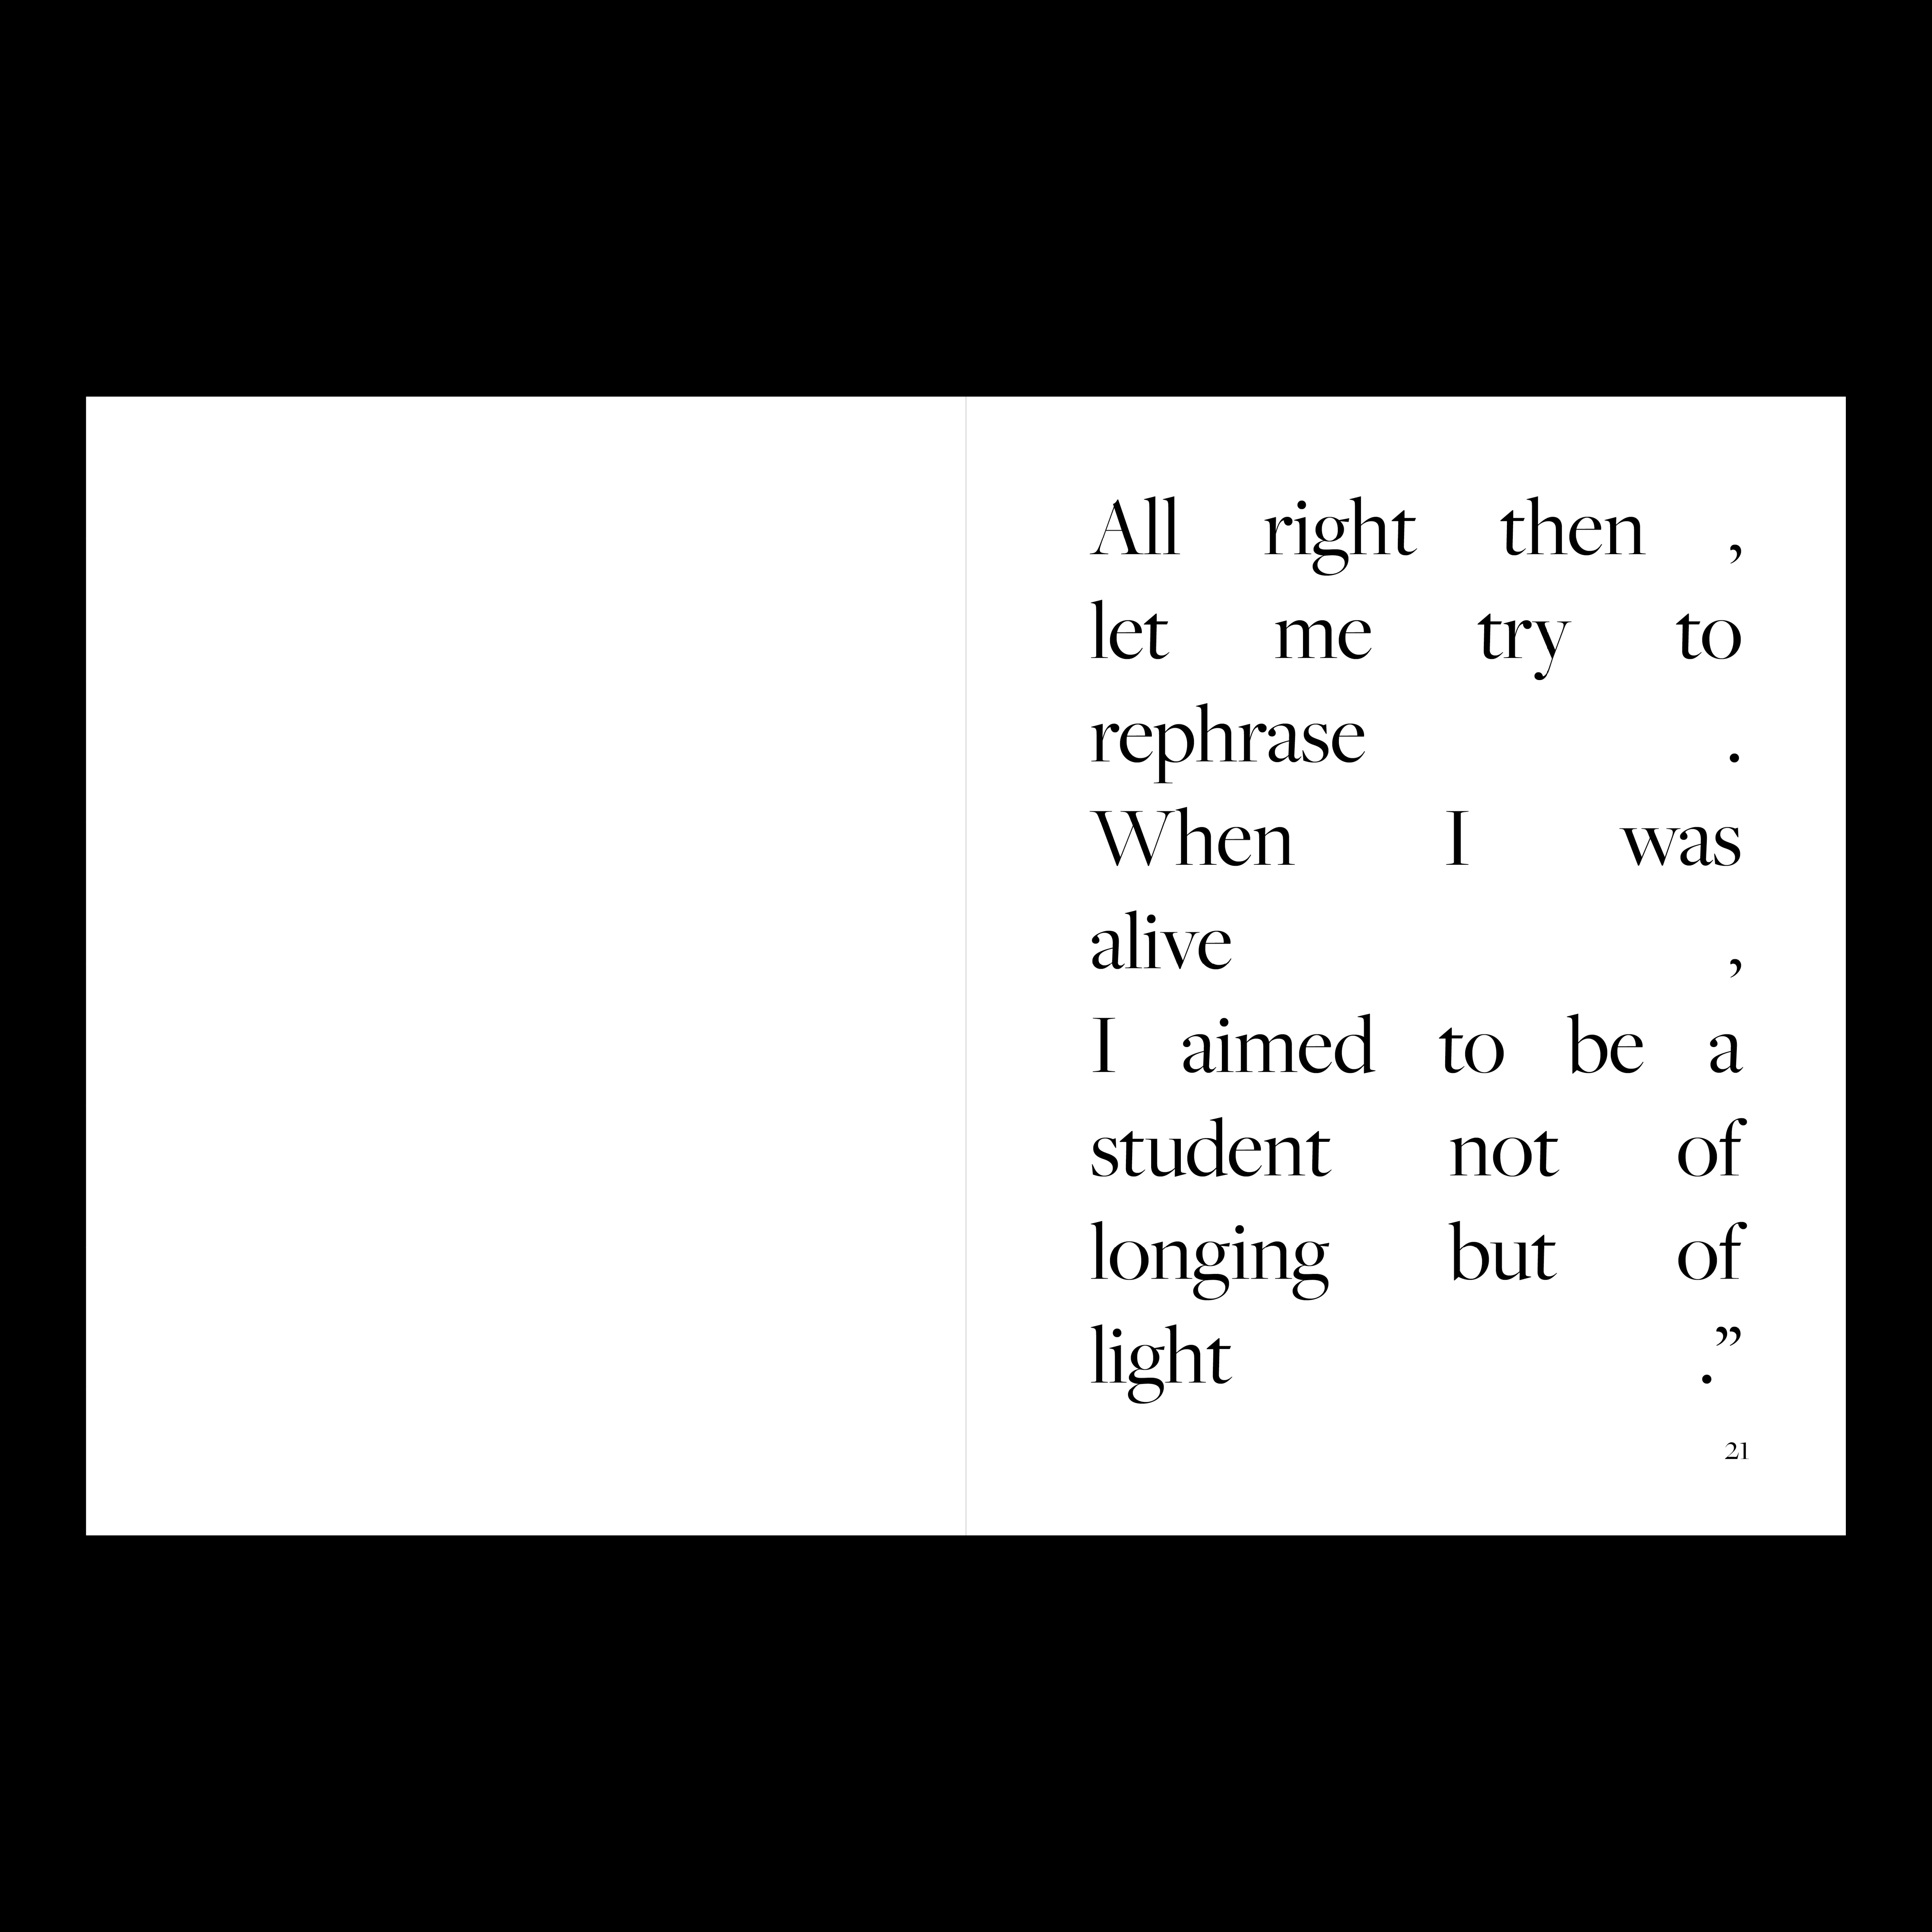 All right then ,
let me try to
rephrase .
When I was
alive ,
I aimed to be a
student not of
longing but of
light .”
21